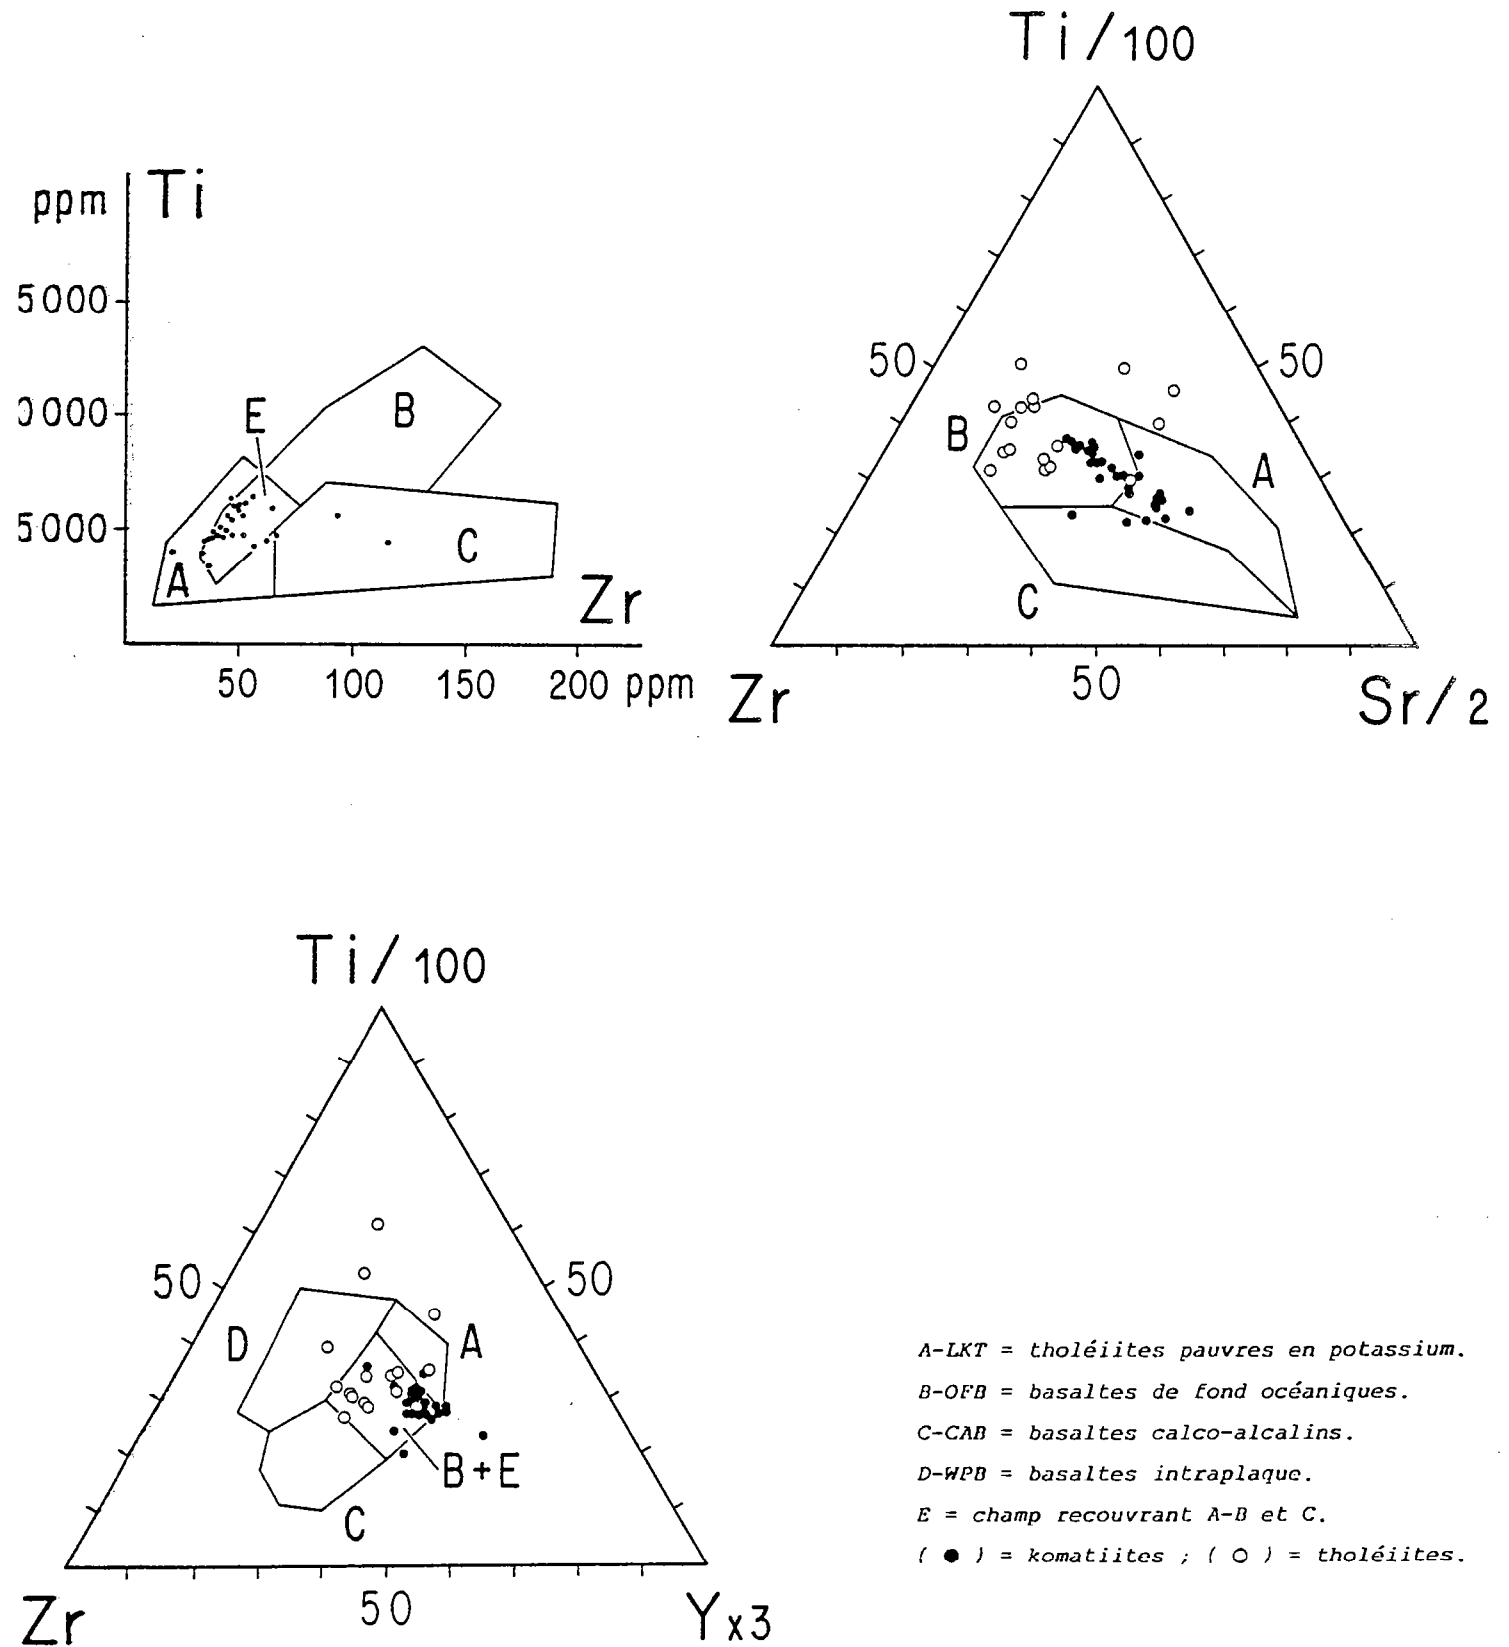 Ti/100
ppm Ti
5000
50 50
E B
0000
B
A
5000
A C
C
Zr
50 100 150 200 ppm
Zr 50 Sr/2
Ti/100
50 50
D A
B+E
C
Zr 50 Yx3
A-LKT = tholéiites pauvres en potassium.
B-OFB = basaltes de fond océaniques.
C-CAB = basaltes calco-alcalins.
D-WPB = basaltes intraplaque.
E = champ recouvrant A-B et C.
( ● ) = komatiites ; ( ○ ) = tholéiites.